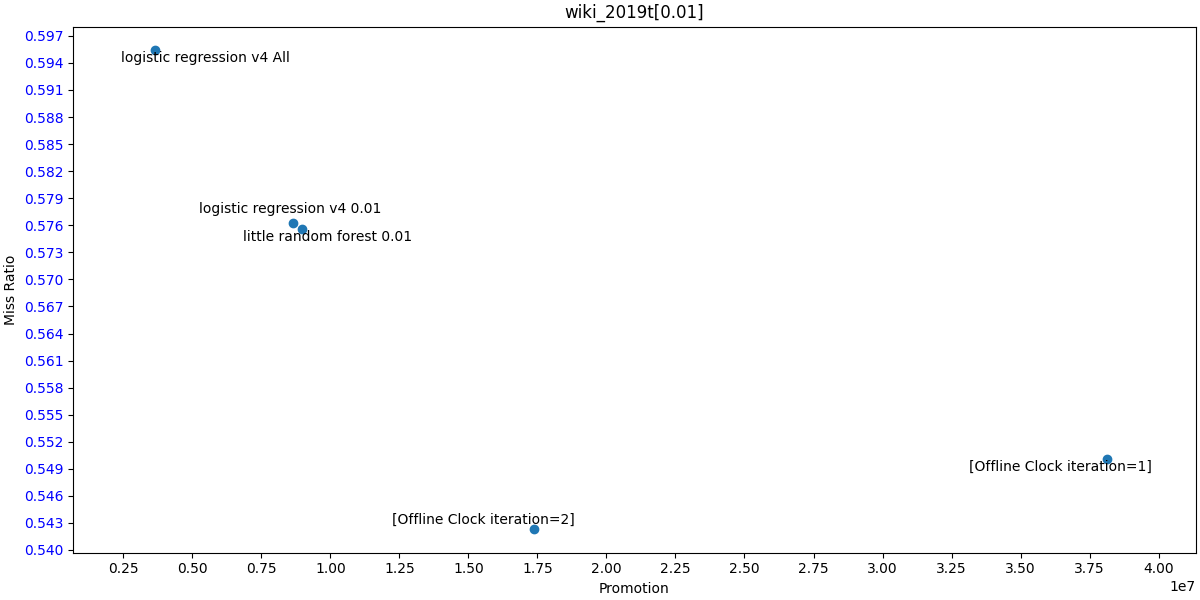 wiki_2019t[0.01]
0.597
0.594
0.591
0.588
0.585
0.582
0.579
0.576
0.573
0.570
0.567
0.564
0.561
0.558
0.555
0.552
0.549
0.546
0.543
0.540
Miss Ratio
logistic regression v4 All
logistic regression v4 0.01
little random forest 0.01
[Offline Clock iteration=1]
[Offline Clock iteration=2]
0.25 0.50 0.75 1.00 1.25 1.50 1.75 2.00 2.25 2.50 2.75 3.00 3.25 3.50 3.75 4.00
1e7
Promotion